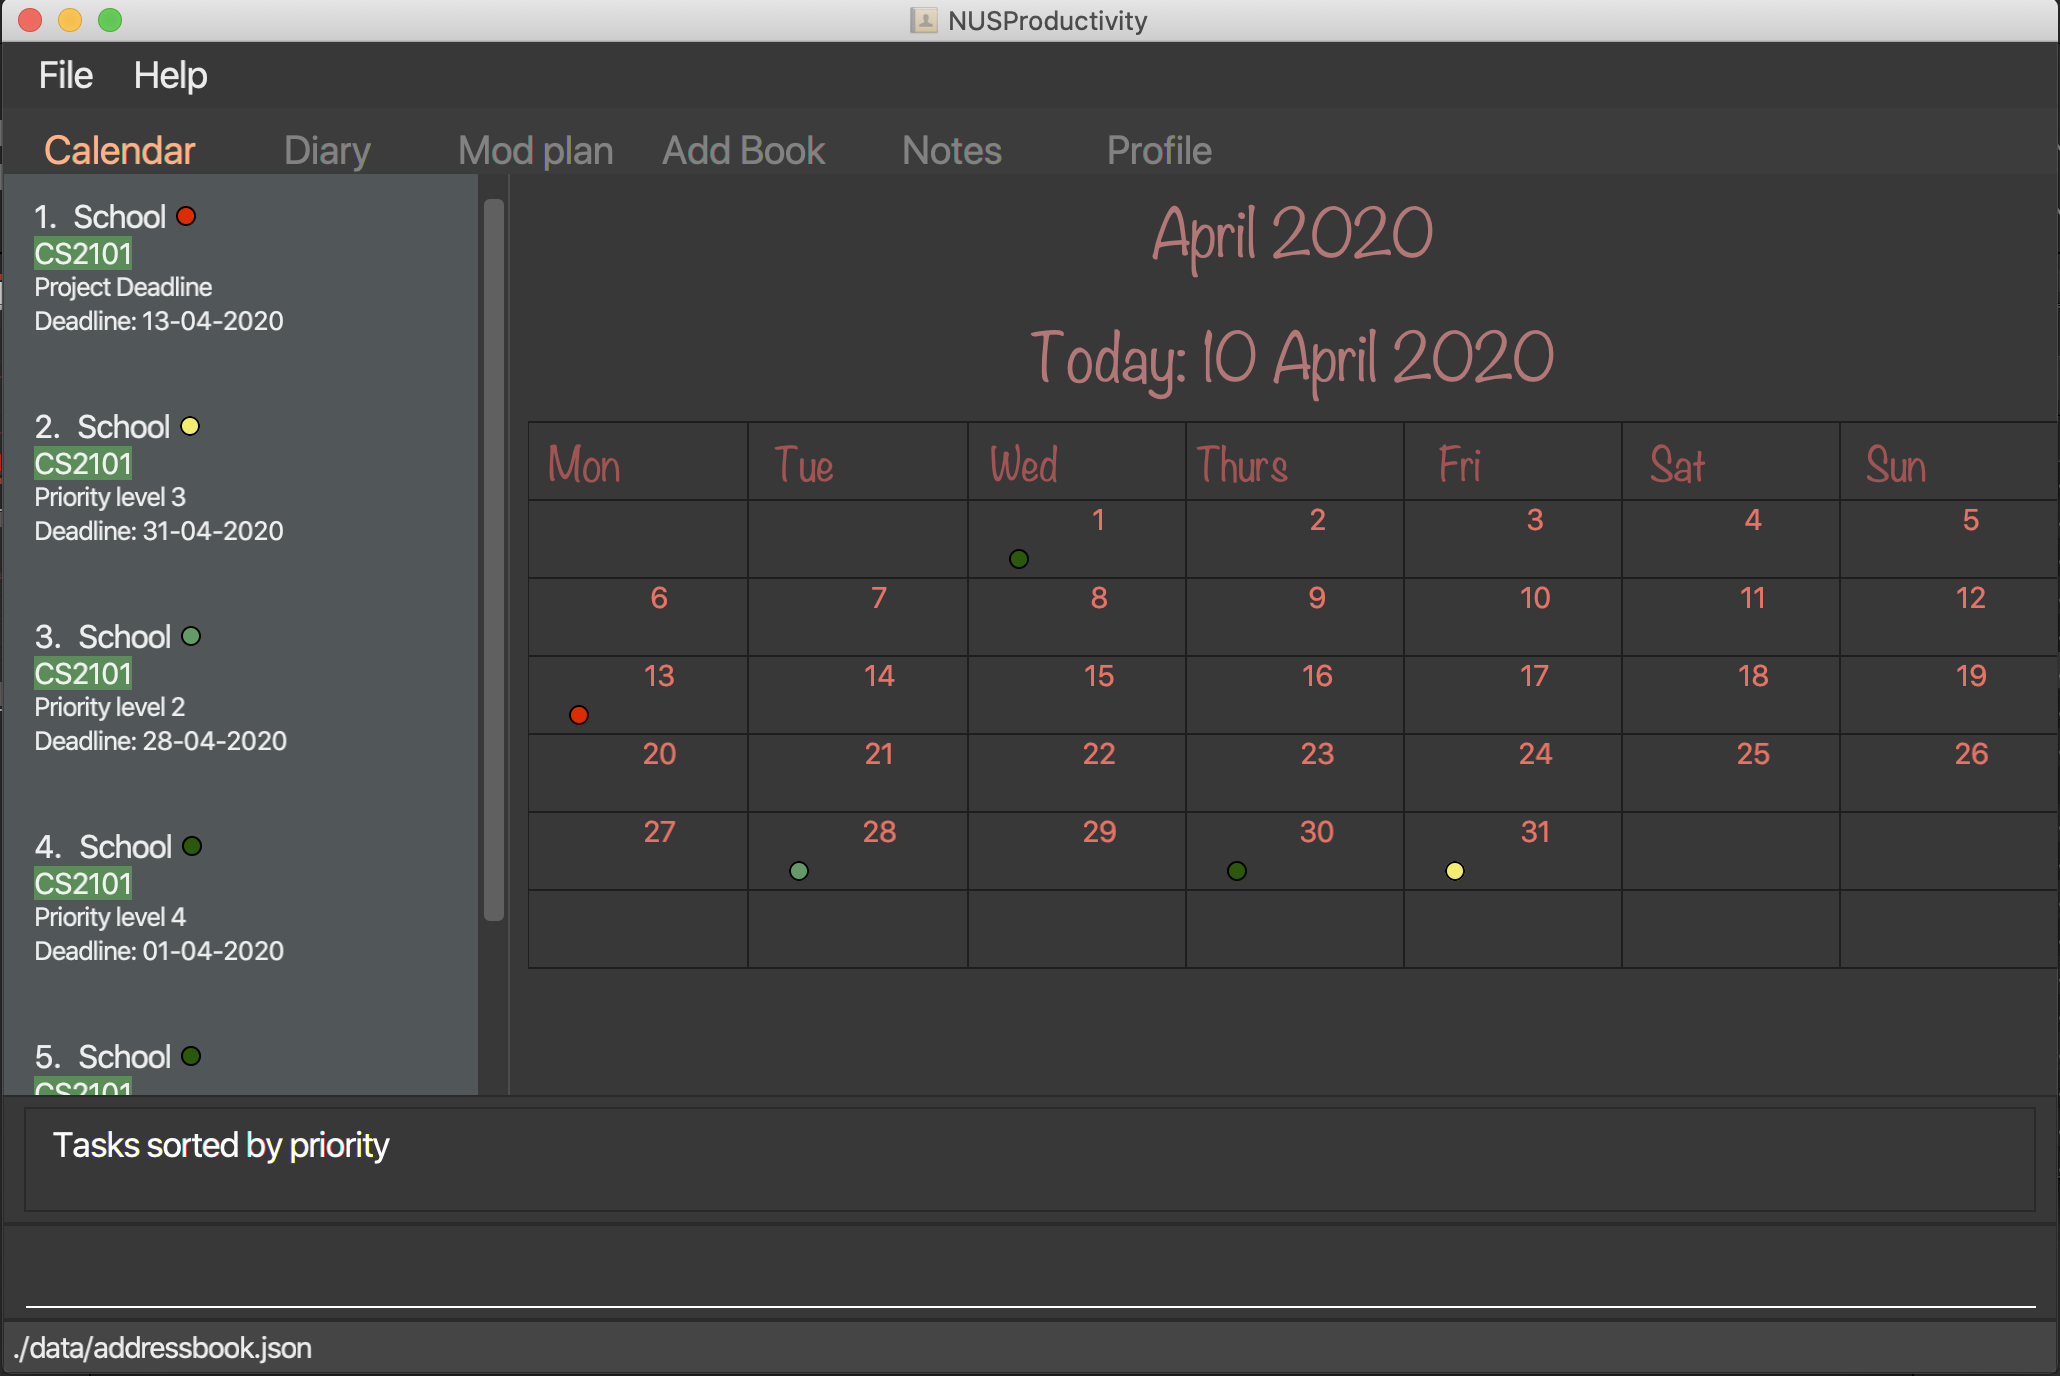 NUSProductivity
File Help
Calendar Diary Mod plan Add Book Notes Profile
1. School
CS2101
Project Deadline
Deadline: 13-04-2020
2. School
CS2101
Priority level 3
Deadline: 31-04-2020
3. School
CS2101
Priority level 2
Deadline: 28-04-2020
4. School
CS2101
Priority level 4
Deadline: 01-04-2020
5. School
CS2101
April 2020
Today: 10 April 2020
Mon Tue Wed Thurs Fri Sat Sun
1 2 3 4 5
6 7 8 9 10 11 12
13 14 15 16 17 18 19
20 21 22 23 24 25 26
27 28 29 30 31
Tasks sorted by priority
./data/addressbook.json